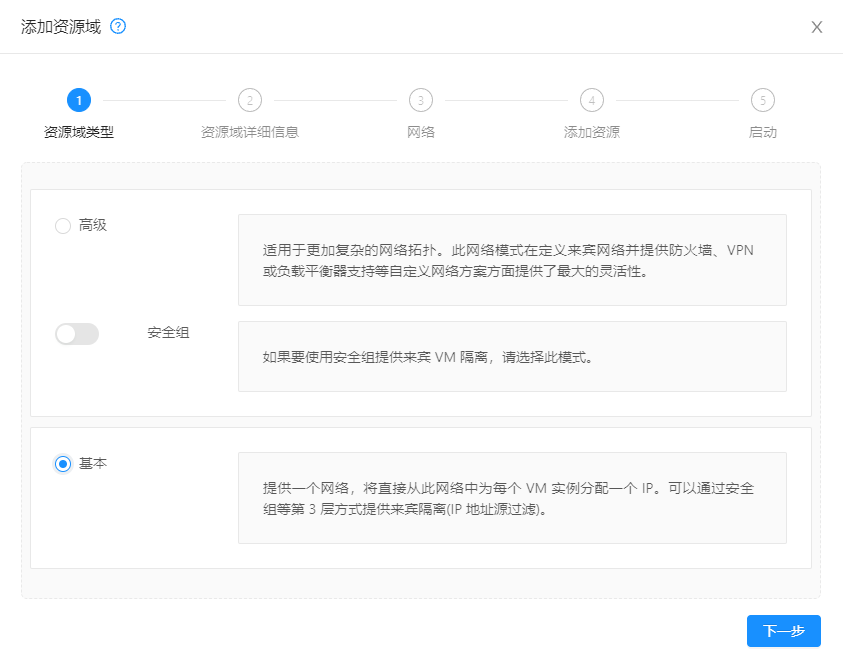 添加资源域 ?
X
1 2 3 4 5
资源域类型 资源域详细信息 网络 添加资源 启动
高级
适用于更加复杂的网络拓扑。此网络模式在定义来宾网络并提供防火墙、VPN
或负载平衡器支持等自定义网络方案方面提供了最大的灵活性。
安全组
如果要使用安全组提供来宾 VM 隔离，请选择此模式。
基本
提供一个网络，将直接从此网络中为每个 VM 实例分配一个 IP。可以通过安全
组等第 3 层方式提供来宾隔离(IP 地址源过滤)。
下一步